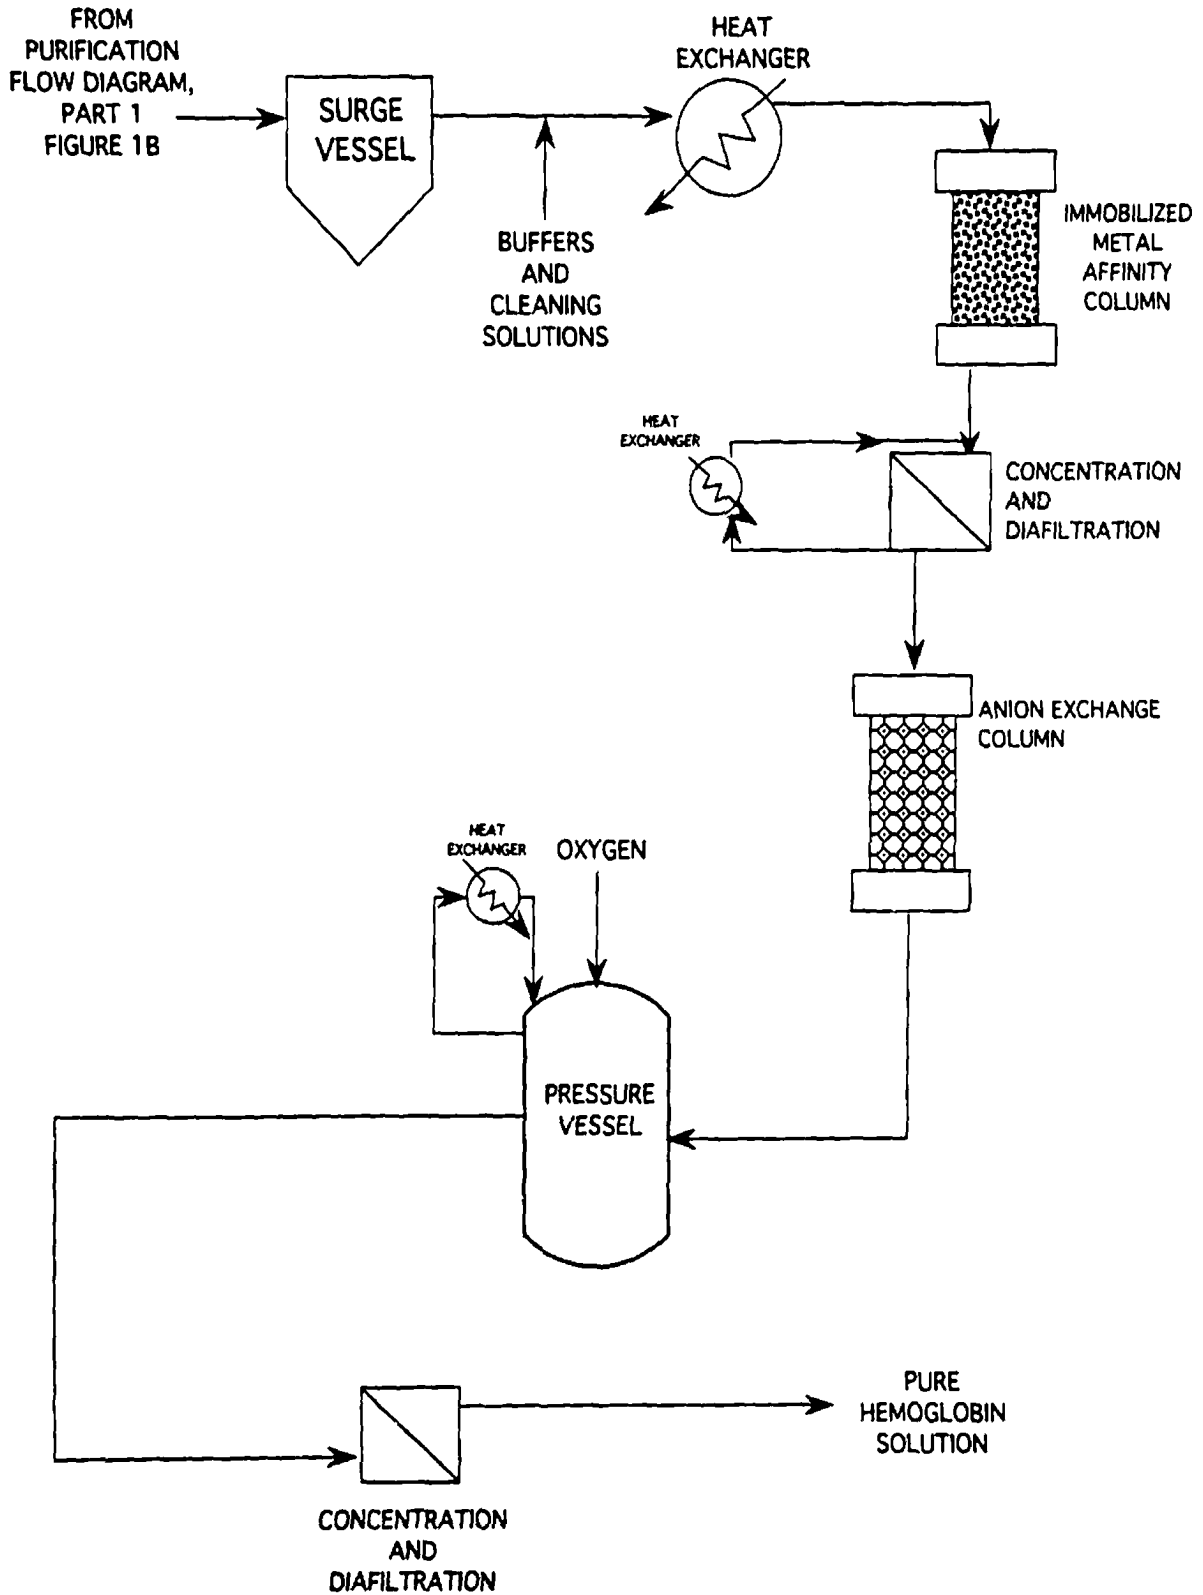 FROM
PURIFICATION
FLOW DIAGRAM,
PART 1
FIGURE 1B
SURGE
VESSEL
BUFFERS
AND
CLEANING
SOLUTIONS
HEAT
EXCHANGER
IMMOBILIZED
METAL
AFFINITY
COLUMN
HEAT
EXCHANGER
CONCENTRATION
AND
DIAFILTRATION
ANION EXCHANGE
COLUMN
HEAT
EXCHANGER
OXYGEN
PRESSURE
VESSEL
CONCENTRATION
AND
DIAFILTRATION
PURE
HEMOGLOBIN
SOLUTION